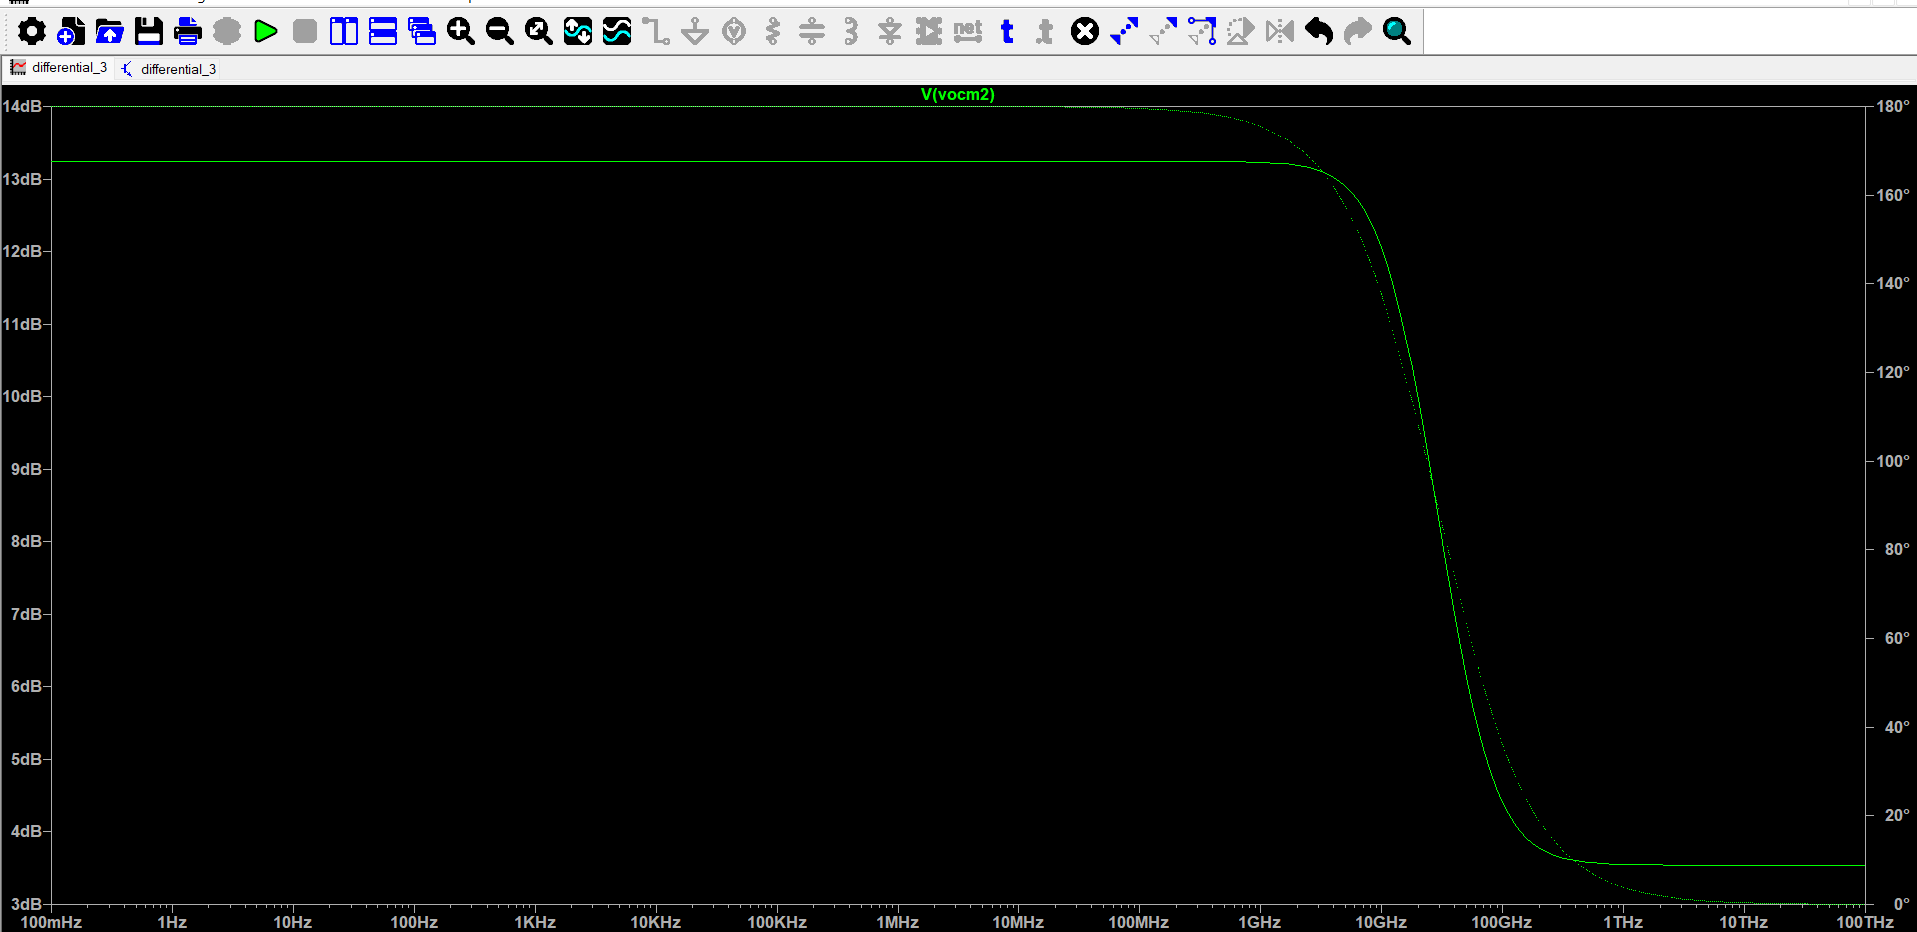 net
t
t
differential_3 differential_3
V(vocm2)
14dB 180°
13dB 160°
12dB 140°
11dB 120°
10dB 100°
9dB 80°
8dB 60°
7dB 40°
6dB 20°
5dB 0°
4dB
3dB
100mHz 1Hz 10Hz 100Hz 1KHz 10KHz 100KHz 1MHz 10MHz 100MHz 1GHz 10GHz 100GHz 1THz 10THz 100THz